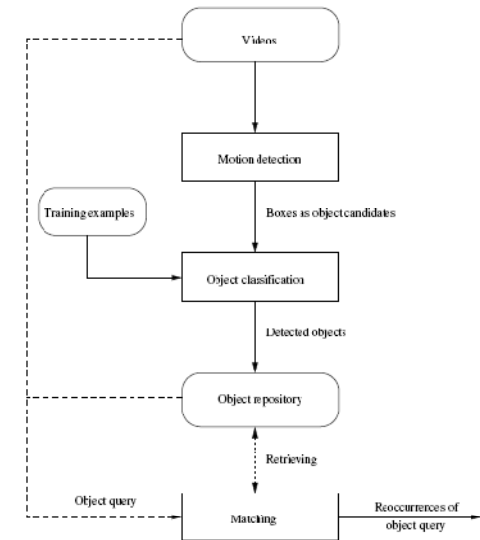 Videos
Motion detection
Boxes as object candidates
Training examples
Object classification
Detected objects
Object repository
Retrieving
Object query
Matching
Reoccurrences of
object query